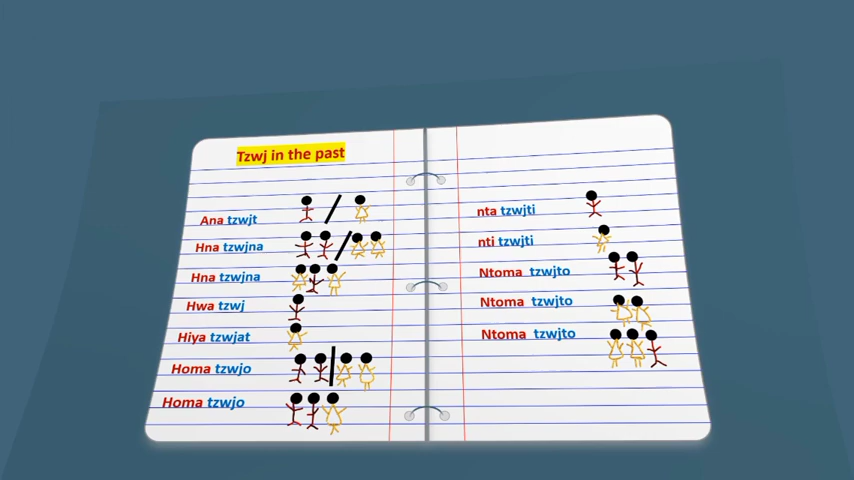 Tzwj in the past
Ana tzwjt
Hna tzwjna
Hna tzwjna
Hwa tzwj
Hiya tzwjat
Homa tzwjo
Homa tzwjo
nta tzwjti
nti tzwjti
Ntoma tzwjto
Ntoma tzwjto
Ntoma tzwjto